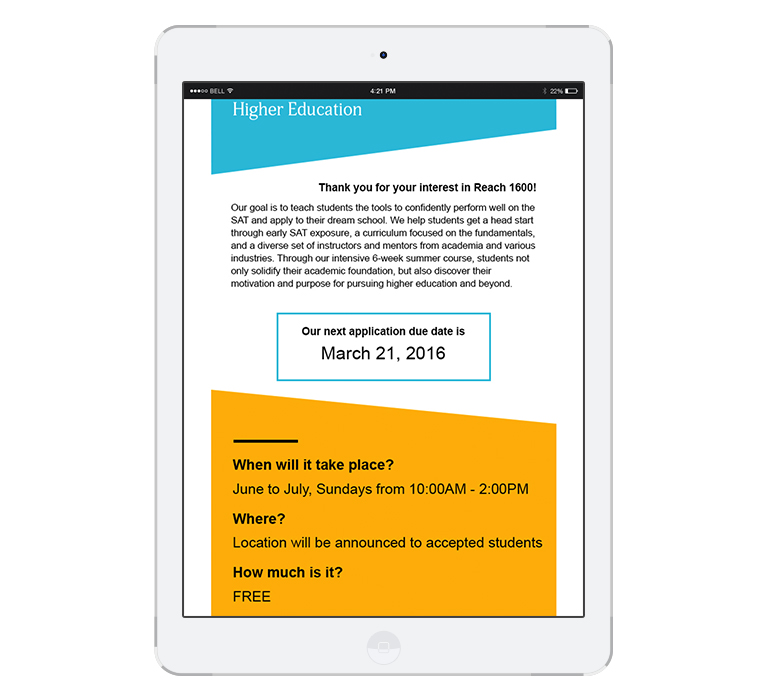 BELL 4:21 PM 22%
Higher Education
Thank you for your interest in Reach 1600!
Our goal is to teach students the tools to confidently perform well on the
SAT and apply to their dream school. We help students get a head start
through early SAT exposure, a curriculum focused on the fundamentals,
and a diverse set of instructors and mentors from academia and various
industries. Through our intensive 6-week summer course, students not
only solidify their academic foundation, but also discover their
motivation and purpose for pursuing higher education and beyond.
Our next application due date is
March 21, 2016
When will it take place?
June to July, Sundays from 10:00AM - 2:00PM
Where?
Location will be announced to accepted students
How much is it?
FREE